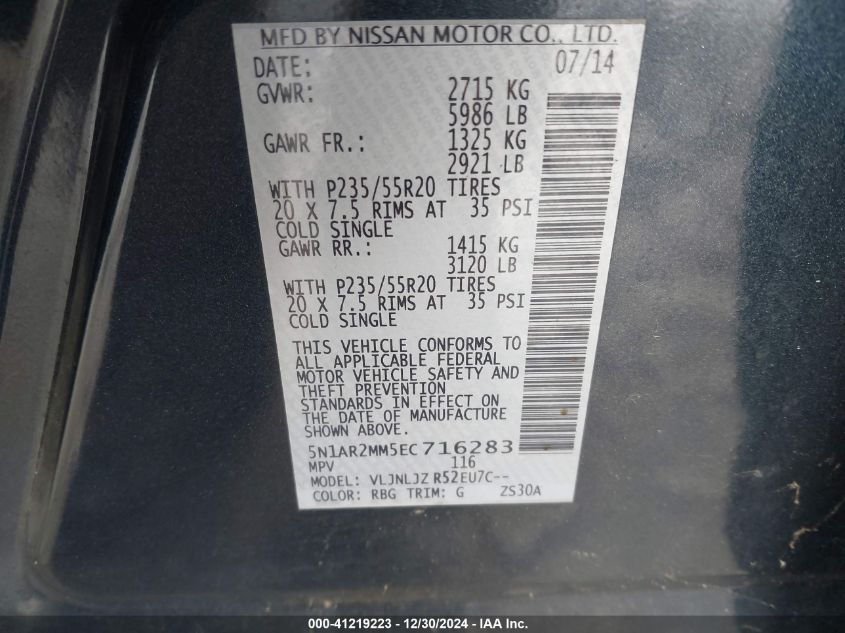 MFD BY NISSAN MOTOR CO., LTD.
DATE: 07/14
GVWR: 2715 KG
5986 LB
GAWR FR.: 1325 KG
2921 LB
WITH P235/55R20 TIRES
20 X 7.5 RIMS AT 35 PSI
COLD SINGLE
GAWR RR.: 1415 KG
3120 LB
WITH P235/55R20 TIRES
20 X 7.5 RIMS AT 35 PSI
COLD SINGLE
THIS VEHICLE CONFORMS TO
ALL APPLICABLE FEDERAL
MOTOR VEHICLE SAFETY AND
THEFT PREVENTION
STANDARDS IN EFFECT ON
THE DATE OF MANUFACTURE
SHOWN ABOVE.
5N1AR2MM5EC716283
MPV 116
MODEL: VLJNLJZ R52EU7C--
COLOR: RBG TRIM: G ZS30A
000-41219223 - 12/30/2024 - IAA Inc.